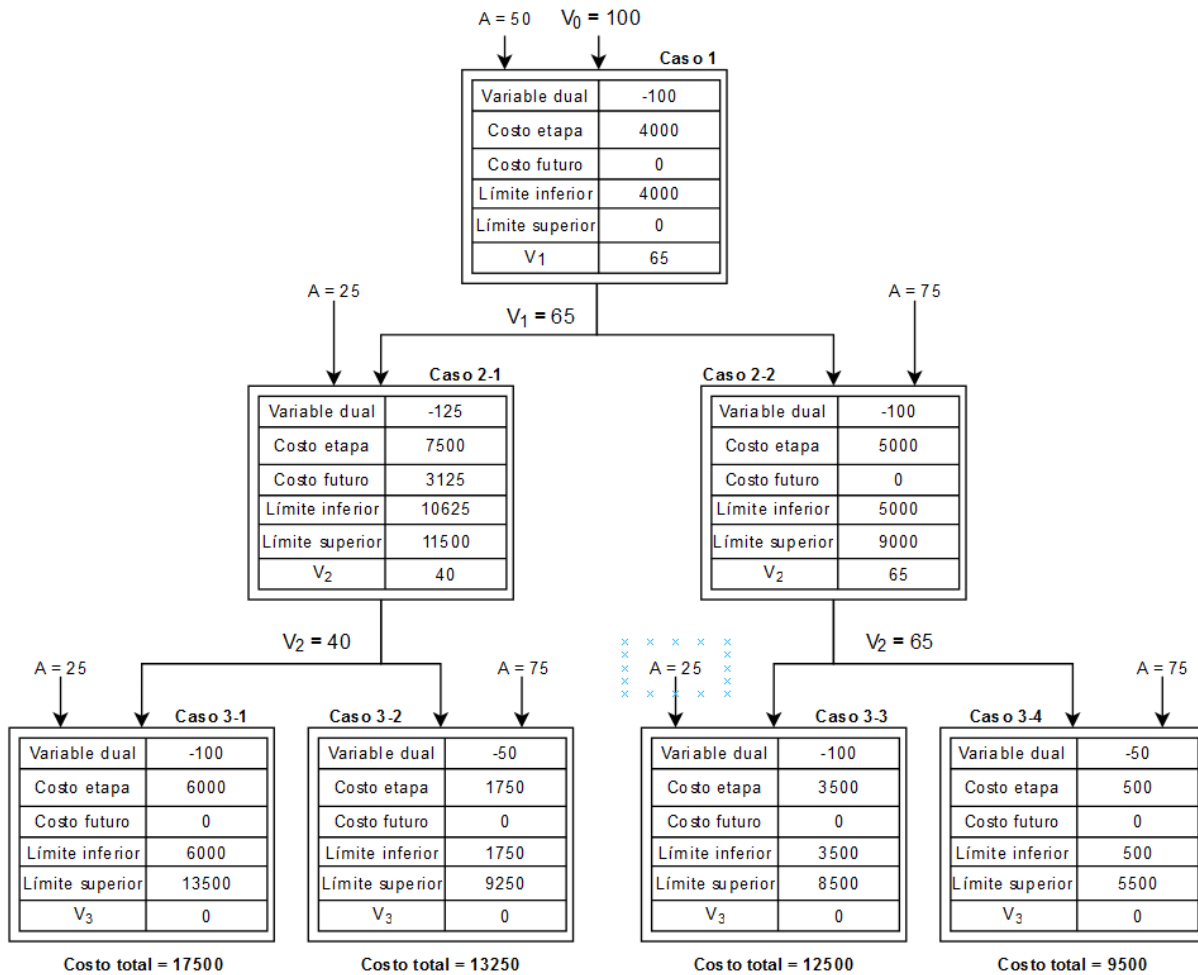 A = 50 V0 = 100
Caso 1
Variable dual -100
Costo etapa 4000
Costo futuro 0
Límite inferior 4000
Límite superior 0
V1 65
A = 25 A = 75
V1 = 65
Caso 2-1
Variable dual -125
Costo etapa 7500
Costo futuro 3125
Límite inferior 10625
Límite superior 11500
V2 40
Caso 2-2
Variable dual -100
Costo etapa 5000
Costo futuro 0
Límite inferior 5000
Límite superior 9000
V2 65
V2 = 40 V2 = 65
A = 25 A = 75 A = 25 A = 75
Caso 3-1
Variable dual -100
Costo etapa 6000
Costo futuro 0
Límite inferior 6000
Límite superior 13500
V3 0
Costo total = 17500
Caso 3-2
Variable dual -50
Costo etapa 1750
Costo futuro 0
Límite inferior 1750
Límite superior 9250
V3 0
Costo total = 13250
Caso 3-3
Variable dual -100
Costo etapa 3500
Costo futuro 0
Límite inferior 3500
Límite superior 8500
V3 0
Costo total = 12500
Caso 3-4
Variable dual -50
Costo etapa 500
Costo futuro 0
Límite inferior 500
Límite superior 5500
V3 0
Costo total = 9500